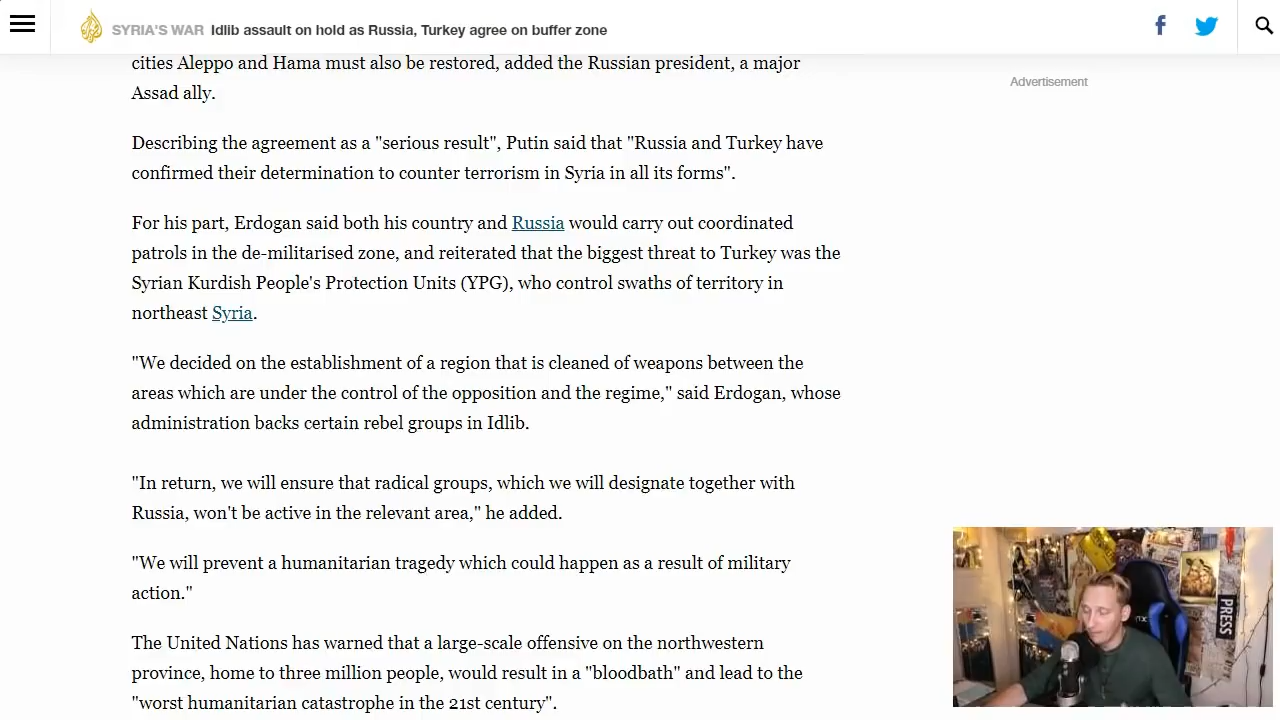 SYRIA'S WAR Idlib assault on hold as Russia, Turkey agree on buffer zone
cities Aleppo and Hama must also be restored, added the Russian president, a major
Assad ally.
Advertisement
Describing the agreement as a "serious result", Putin said that "Russia and Turkey have
confirmed their determination to counter terrorism in Syria in all its forms".
For his part, Erdogan said both his country and Russia would carry out coordinated
patrols in the de-militarised zone, and reiterated that the biggest threat to Turkey was the
Syrian Kurdish People's Protection Units (YPG), who control swaths of territory in
northeast Syria.
"We decided on the establishment of a region that is cleaned of weapons between the
areas which are under the control of the opposition and the regime," said Erdogan, whose
administration backs certain rebel groups in Idlib.
"In return, we will ensure that radical groups, which we will designate together with
Russia, won't be active in the relevant area," he added.
"We will prevent a humanitarian tragedy which could happen as a result of military
action."
The United Nations has warned that a large-scale offensive on the northwestern
province, home to three million people, would result in a "bloodbath" and lead to the
"worst humanitarian catastrophe in the 21st century".
PRESS